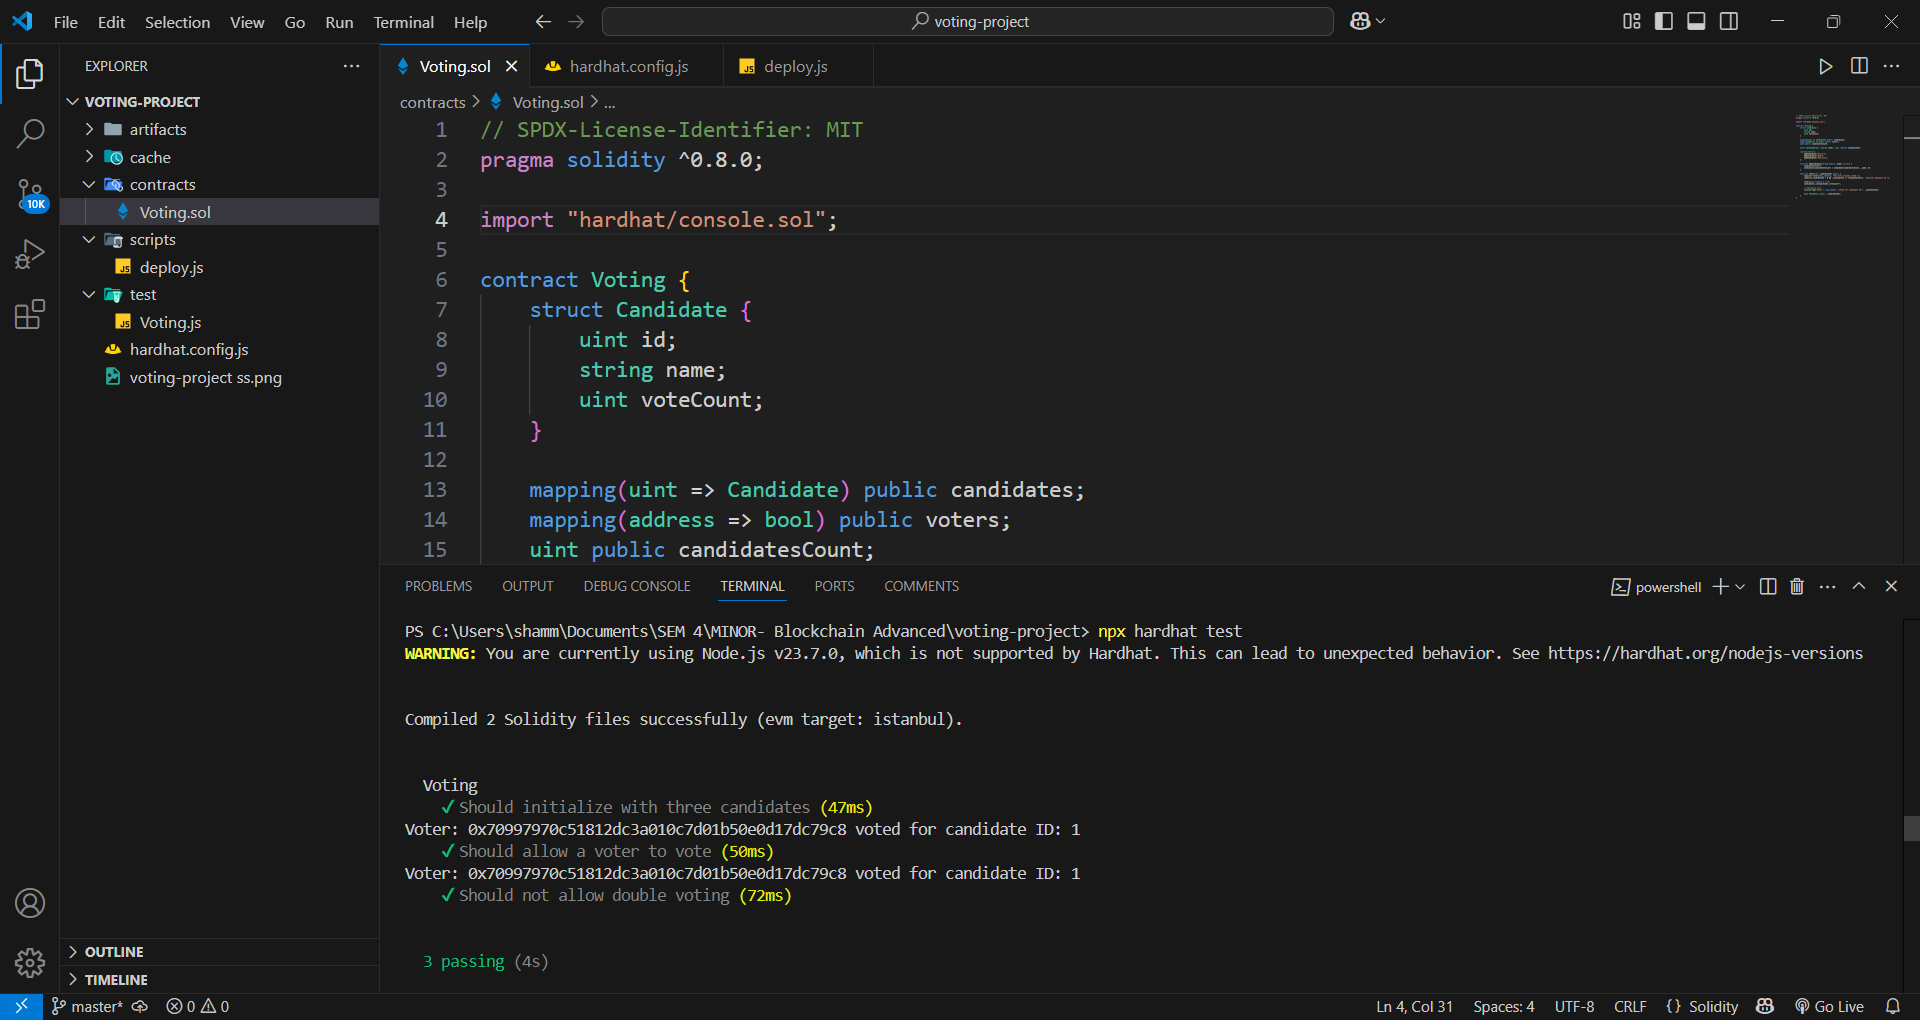 File Edit Selection View Go Run Terminal Help
voting-project
EXPLORER
VOTING-PROJECT
artifacts
cache
contracts
Voting.sol
scripts
deploy.js
test
Voting.js
hardhat.config.js
voting-project ss.png
10K
OUTLINE
TIMELINE
Voting.sol hardhat.config.js deploy.js
contracts > Voting.sol > ...
1 // SPDX-License-Identifier: MIT
2 pragma solidity ^0.8.0;
3
4 import "hardhat/console.sol";
5
6 contract Voting {
7 struct Candidate {
8 uint id;
9 string name;
10 uint voteCount;
11 }
12
13 mapping(uint => Candidate) public candidates;
14 mapping(address => bool) public voters;
15 uint public candidatesCount;
PROBLEMS OUTPUT DEBUG CONSOLE TERMINAL PORTS COMMENTS
powershell
PS C:\Users\shamm\Documents\SEM 4\MINOR- Blockchain Advanced\voting-project> npx hardhat test
WARNING: You are currently using Node.js v23.7.0, which is not supported by Hardhat. This can lead to unexpected behavior. See https://hardhat.org/nodejs-versions
Compiled 2 Solidity files successfully (evm target: istanbul).
Voting
✓ Should initialize with three candidates (47ms)
Voter: 0x70997970c51812dc3a010c7d01b50e0d17dc79c8 voted for candidate ID: 1
✓ Should allow a voter to vote (50ms)
Voter: 0x70997970c51812dc3a010c7d01b50e0d17dc79c8 voted for candidate ID: 1
✓ Should not allow double voting (72ms)
3 passing (4s)
master* 0 0
Ln 4, Col 31 Spaces: 4 UTF-8 CRLF {} Solidity Go Live